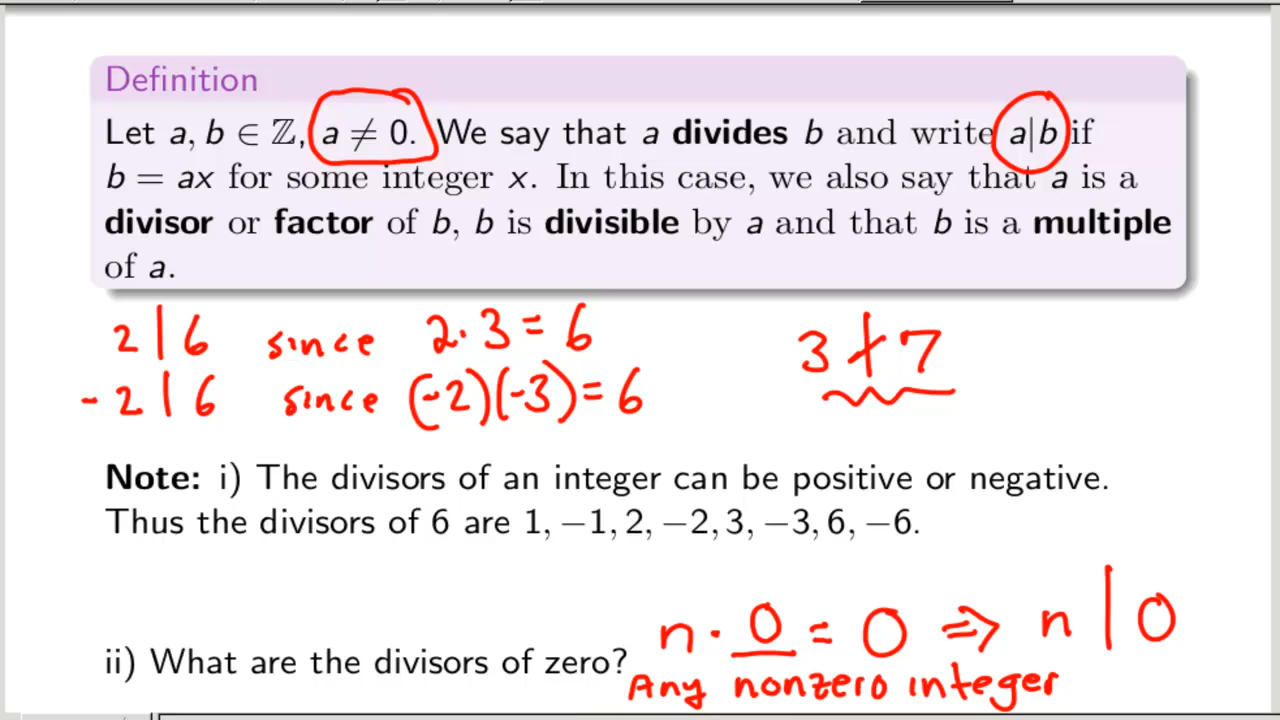 Definition
Let a, b ∈ ℤ, a ≠ 0. We say that a divides b and write a|b if
b = ax for some integer x. In this case, we also say that a is a
divisor or factor of b, b is divisible by a and that b is a multiple
of a.
2 | 6 since 2·3 = 6
3 ∤ 7
-2 | 6 since (-2)(-3) = 6
Note: i) The divisors of an integer can be positive or negative.
Thus the divisors of 6 are 1, −1, 2, −2, 3, −3, 6, −6.
n · 0 = 0 ⇒ n | 0
ii) What are the divisors of zero?
Any nonzero integer